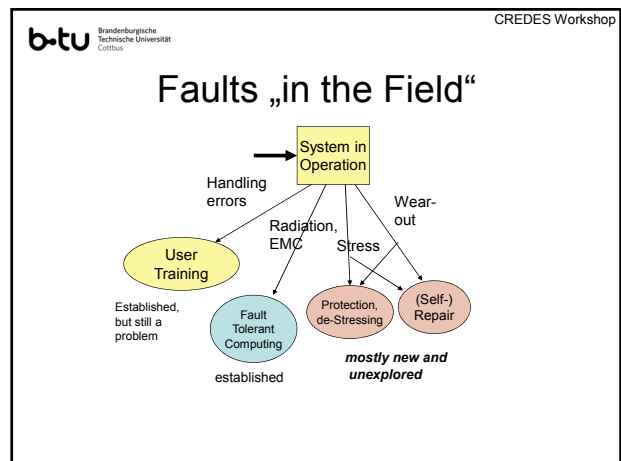 CREDES Workshop
b-tu
Brandenburgische
Technische Universität
Cottbus
Faults „in the Field“
System in
Operation
Handling
errors
Wear-
out
Radiation,
EMC
Stress
User
Training
Established,
but still a
problem
Fault
Tolerant
Computing
established
Protection,
de-Stressing
(Self-)
Repair
mostly new and
unexplored